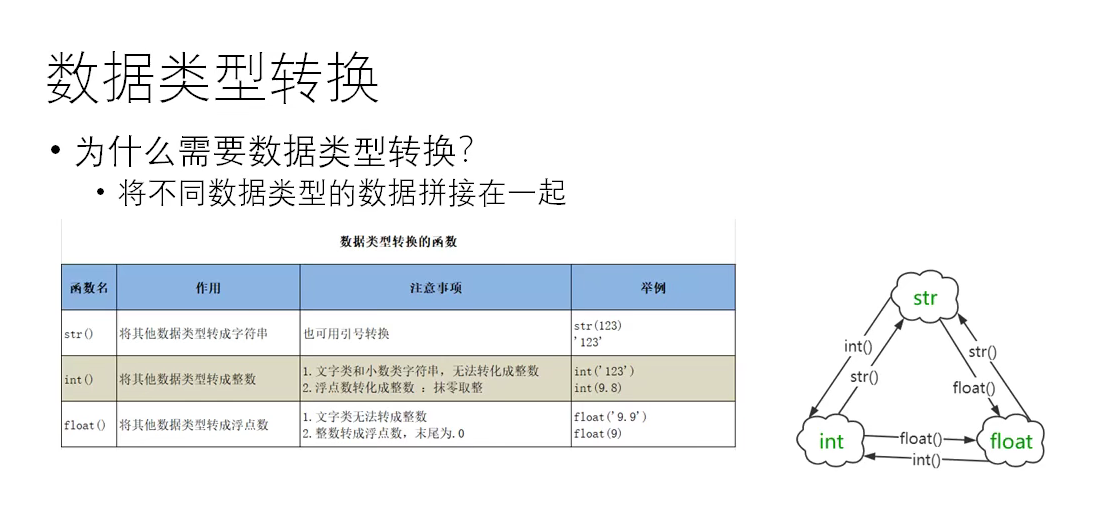 数据类型转换
• 为什么需要数据类型转换?
• 将不同数据类型的数据拼接在一起
数据类型转换的函数
函数名 作用 注意事项 举例
str() 将其他数据类型转成字符串 也可用引号转换 str(123)
'123'
int() 将其他数据类型转成整数 1.文字类和小数类字符串，无法转化成整数
2.浮点数转化成整数 ：抹零取整
int('123')
int(9.8)
float() 将其他数据类型转成浮点数 1.文字类无法转成整数
2.整数转成浮点数，末尾为.0
float('9.9')
float(9)
str
int()
str()
str()
float()
int
float()
int()
float